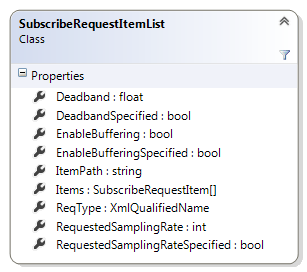 SubscribeRequestItemList
Class
Properties
Deadband : float
DeadbandSpecified : bool
EnableBuffering : bool
EnableBufferingSpecified : bool
ItemPath : string
Items : SubscribeRequestItem[]
ReqType : XmlQualifiedName
RequestedSamplingRate : int
RequestedSamplingRateSpecified : bool